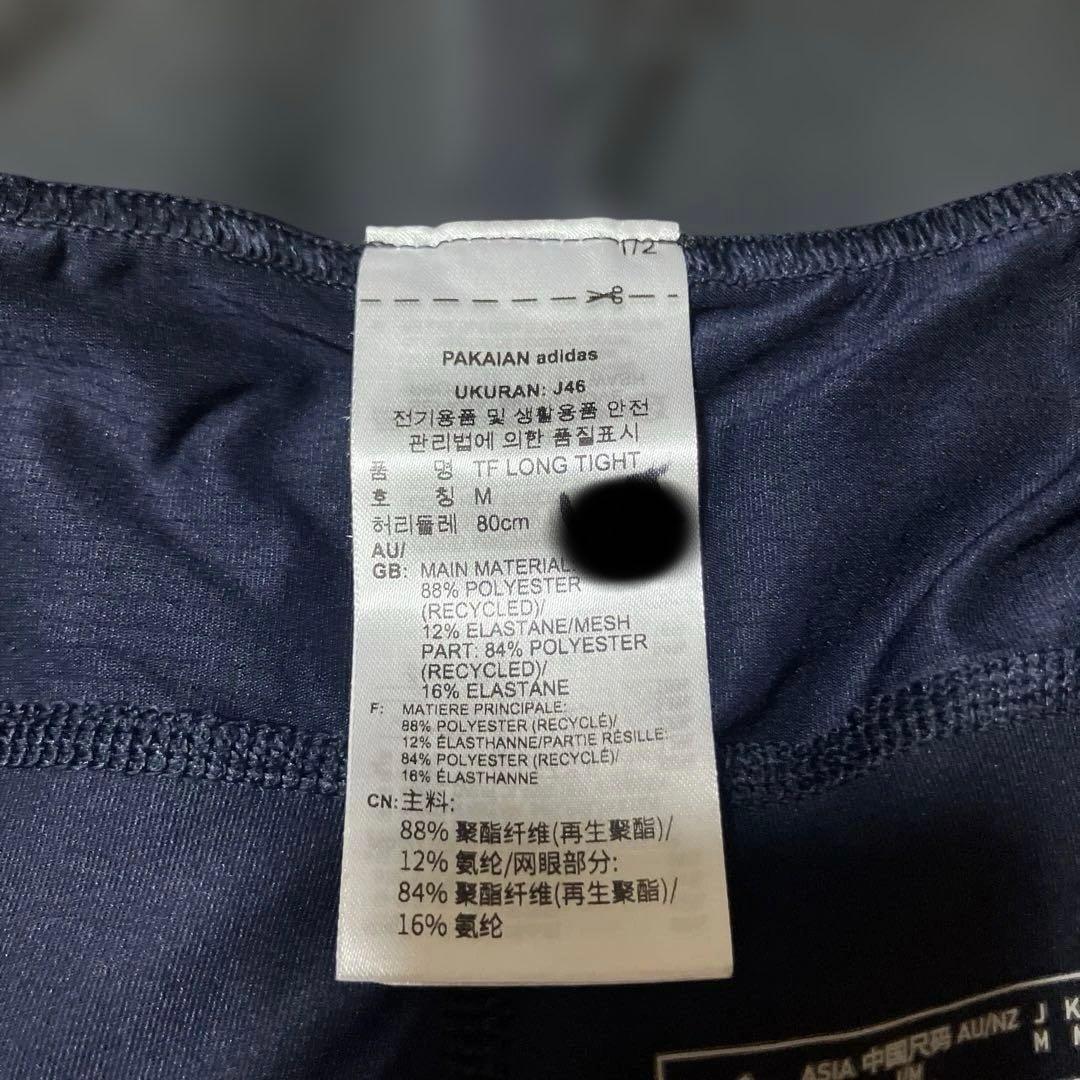 1/2
PAKAIAN adidas
UKURAN: J46
전기용품 및 생활용품 안전
관리법에 의한 품질표시
품 명 TF LONG TIGHT
호 칭 M
허리둘레 80cm
AU/
GB: MAIN MATERIAL:
88% POLYESTER
(RECYCLED)/
12% ELASTANE/MESH
PART: 84% POLYESTER
(RECYCLED)/
16% ELASTANE
F: MATIERE PRINCIPALE:
88% POLYESTER (RECYCLÉ)/
12% ÉLASTHANNE/PARTIE RÉSILLE:
84% POLYESTER (RECYCLÉ)/
16% ÉLASTHANNE
CN: 主料:
88% 聚酯纤维(再生聚酯)/
12% 氨纶/网眼部分:
84% 聚酯纤维(再生聚酯)/
16% 氨纶
ASIA 中国尺码 AU/NZ J K
M